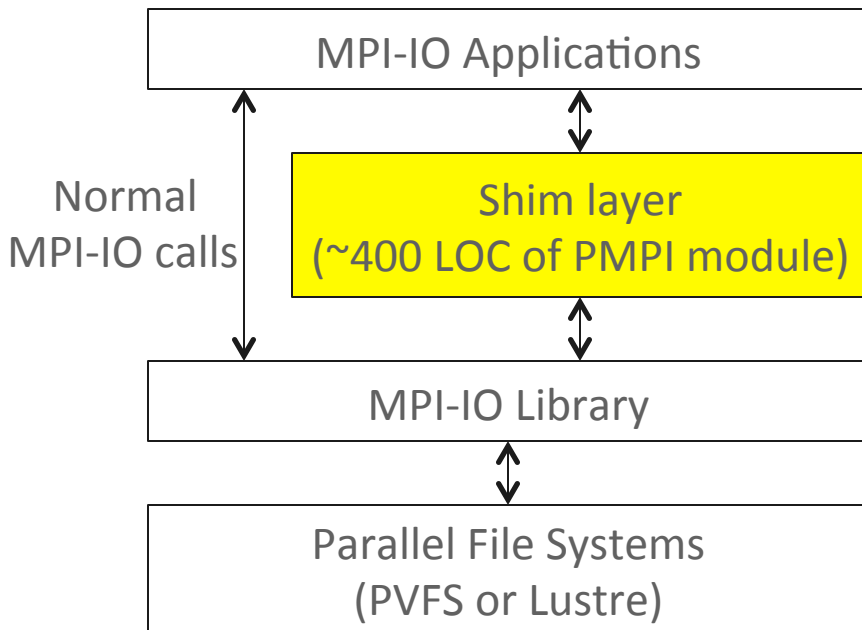 MPI-IO Applications
Normal
MPI-IO calls
Shim layer
(~400 LOC of PMPI module)
MPI-IO Library
Parallel File Systems
(PVFS or Lustre)